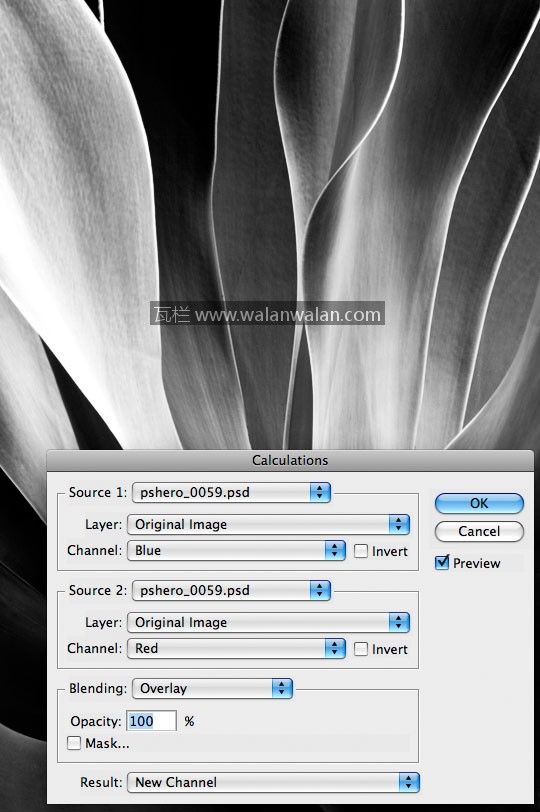 瓦栏 www.walanwalan.com
Calculations
Source 1: pshero_0059.psd
Layer: Original Image
Channel: Blue Invert
OK
Cancel
Preview
Source 2: pshero_0059.psd
Layer: Original Image
Channel: Red Invert
Blending: Overlay
Opacity: 100 %
Mask...
Result: New Channel